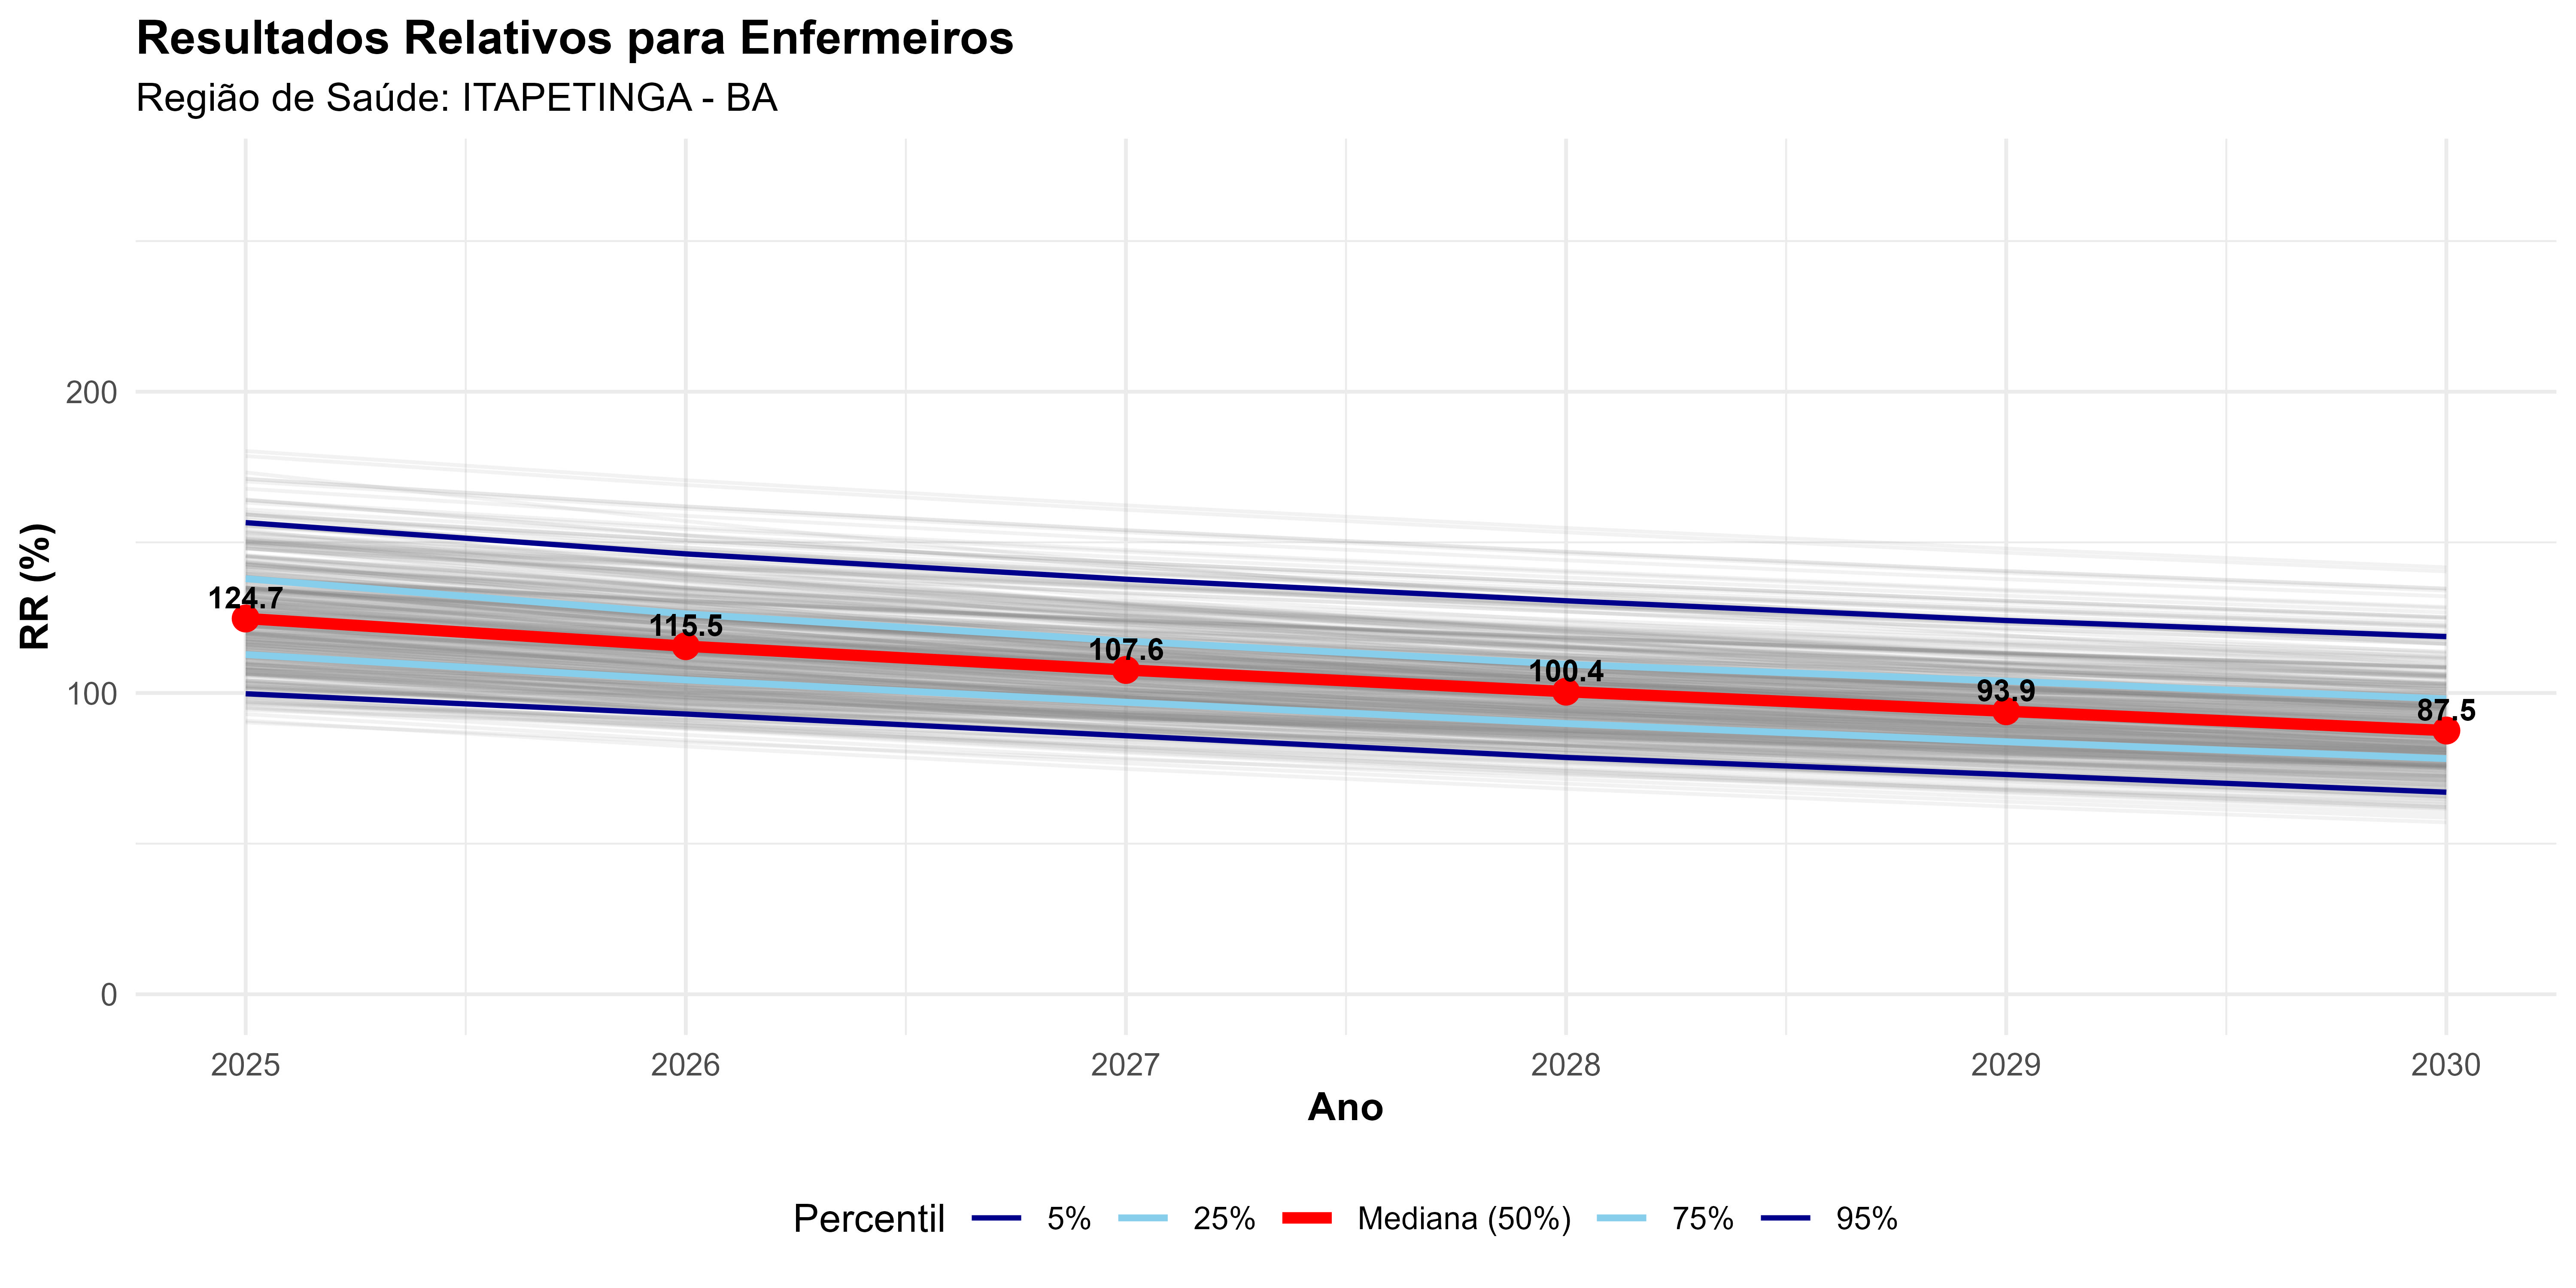 Resultados Relativos para Enfermeiros
Região de Saúde: ITAPETINGA - BA
RR (%)
200
100
0
124.7
115.5
107.6
100.4
93.9
87.5
2025 2026 2027 2028 2029 2030
Ano
Percentil 5% 25% Mediana (50%) 75% 95%